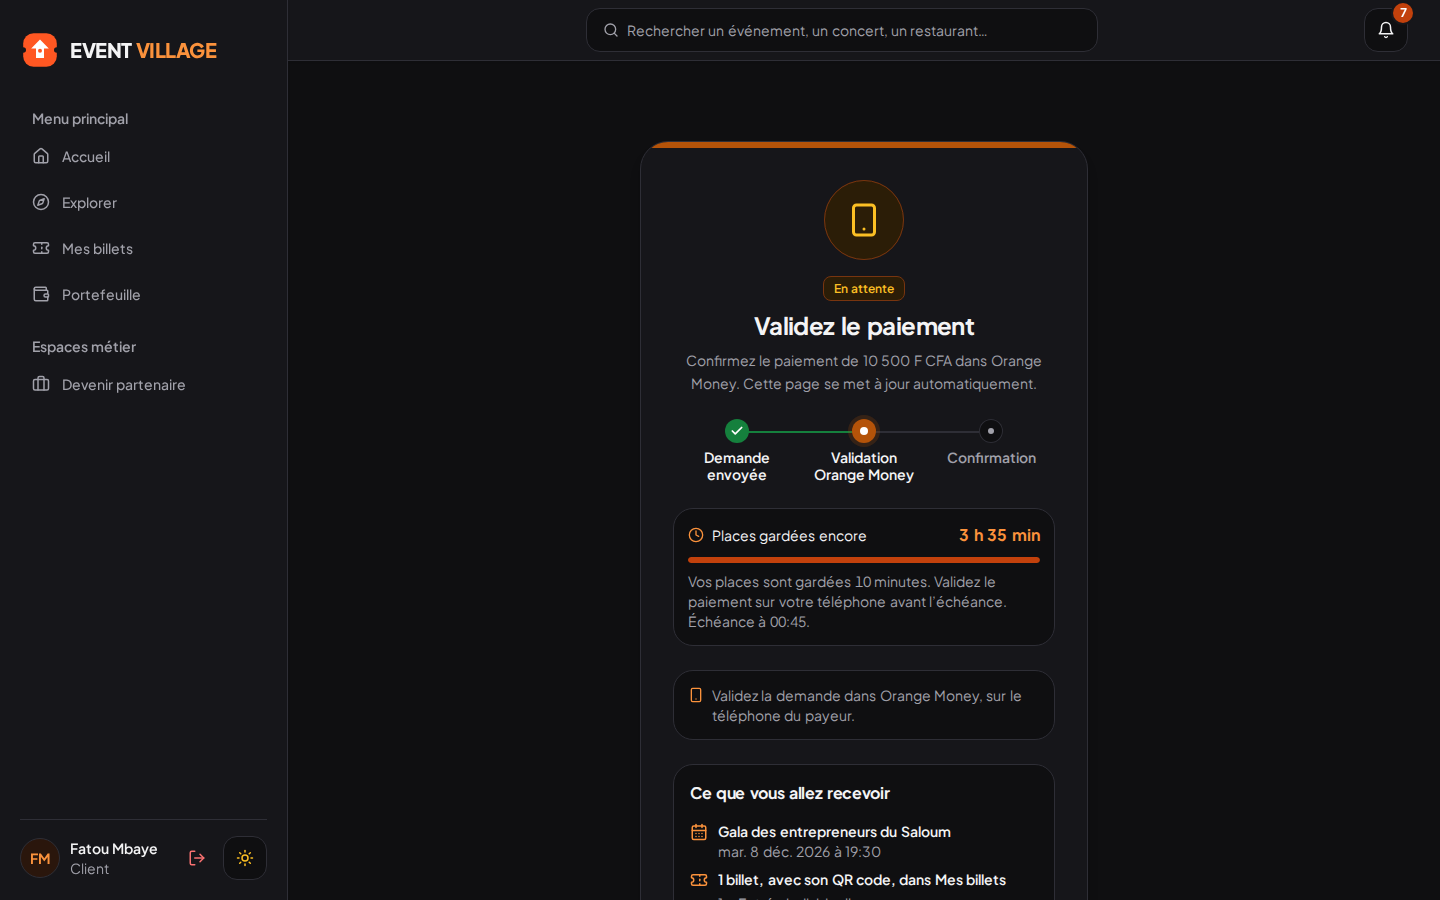 EVENT VILLAGE
Rechercher un événement, un concert, un restaurant...
7
Menu principal
Accueil
Explorer
Mes billets
Portefeuille
Espaces métier
Devenir partenaire
FM
Fatou Mbaye
Client
En attente
Validez le paiement
Confirmez le paiement de 10 500 F CFA dans Orange
Money. Cette page se met à jour automatiquement.
Demande
envoyée
Validation
Orange Money
Confirmation
Places gardées encore
3 h 35 min
Vos places sont gardées 10 minutes. Validez le
paiement sur votre téléphone avant l'échéance.
Échéance à 00:45.
Validez la demande dans Orange Money, sur le
téléphone du payeur.
Ce que vous allez recevoir
Gala des entrepreneurs du Saloum
mar. 8 déc. 2026 à 19:30
1 billet, avec son QR code, dans Mes billets